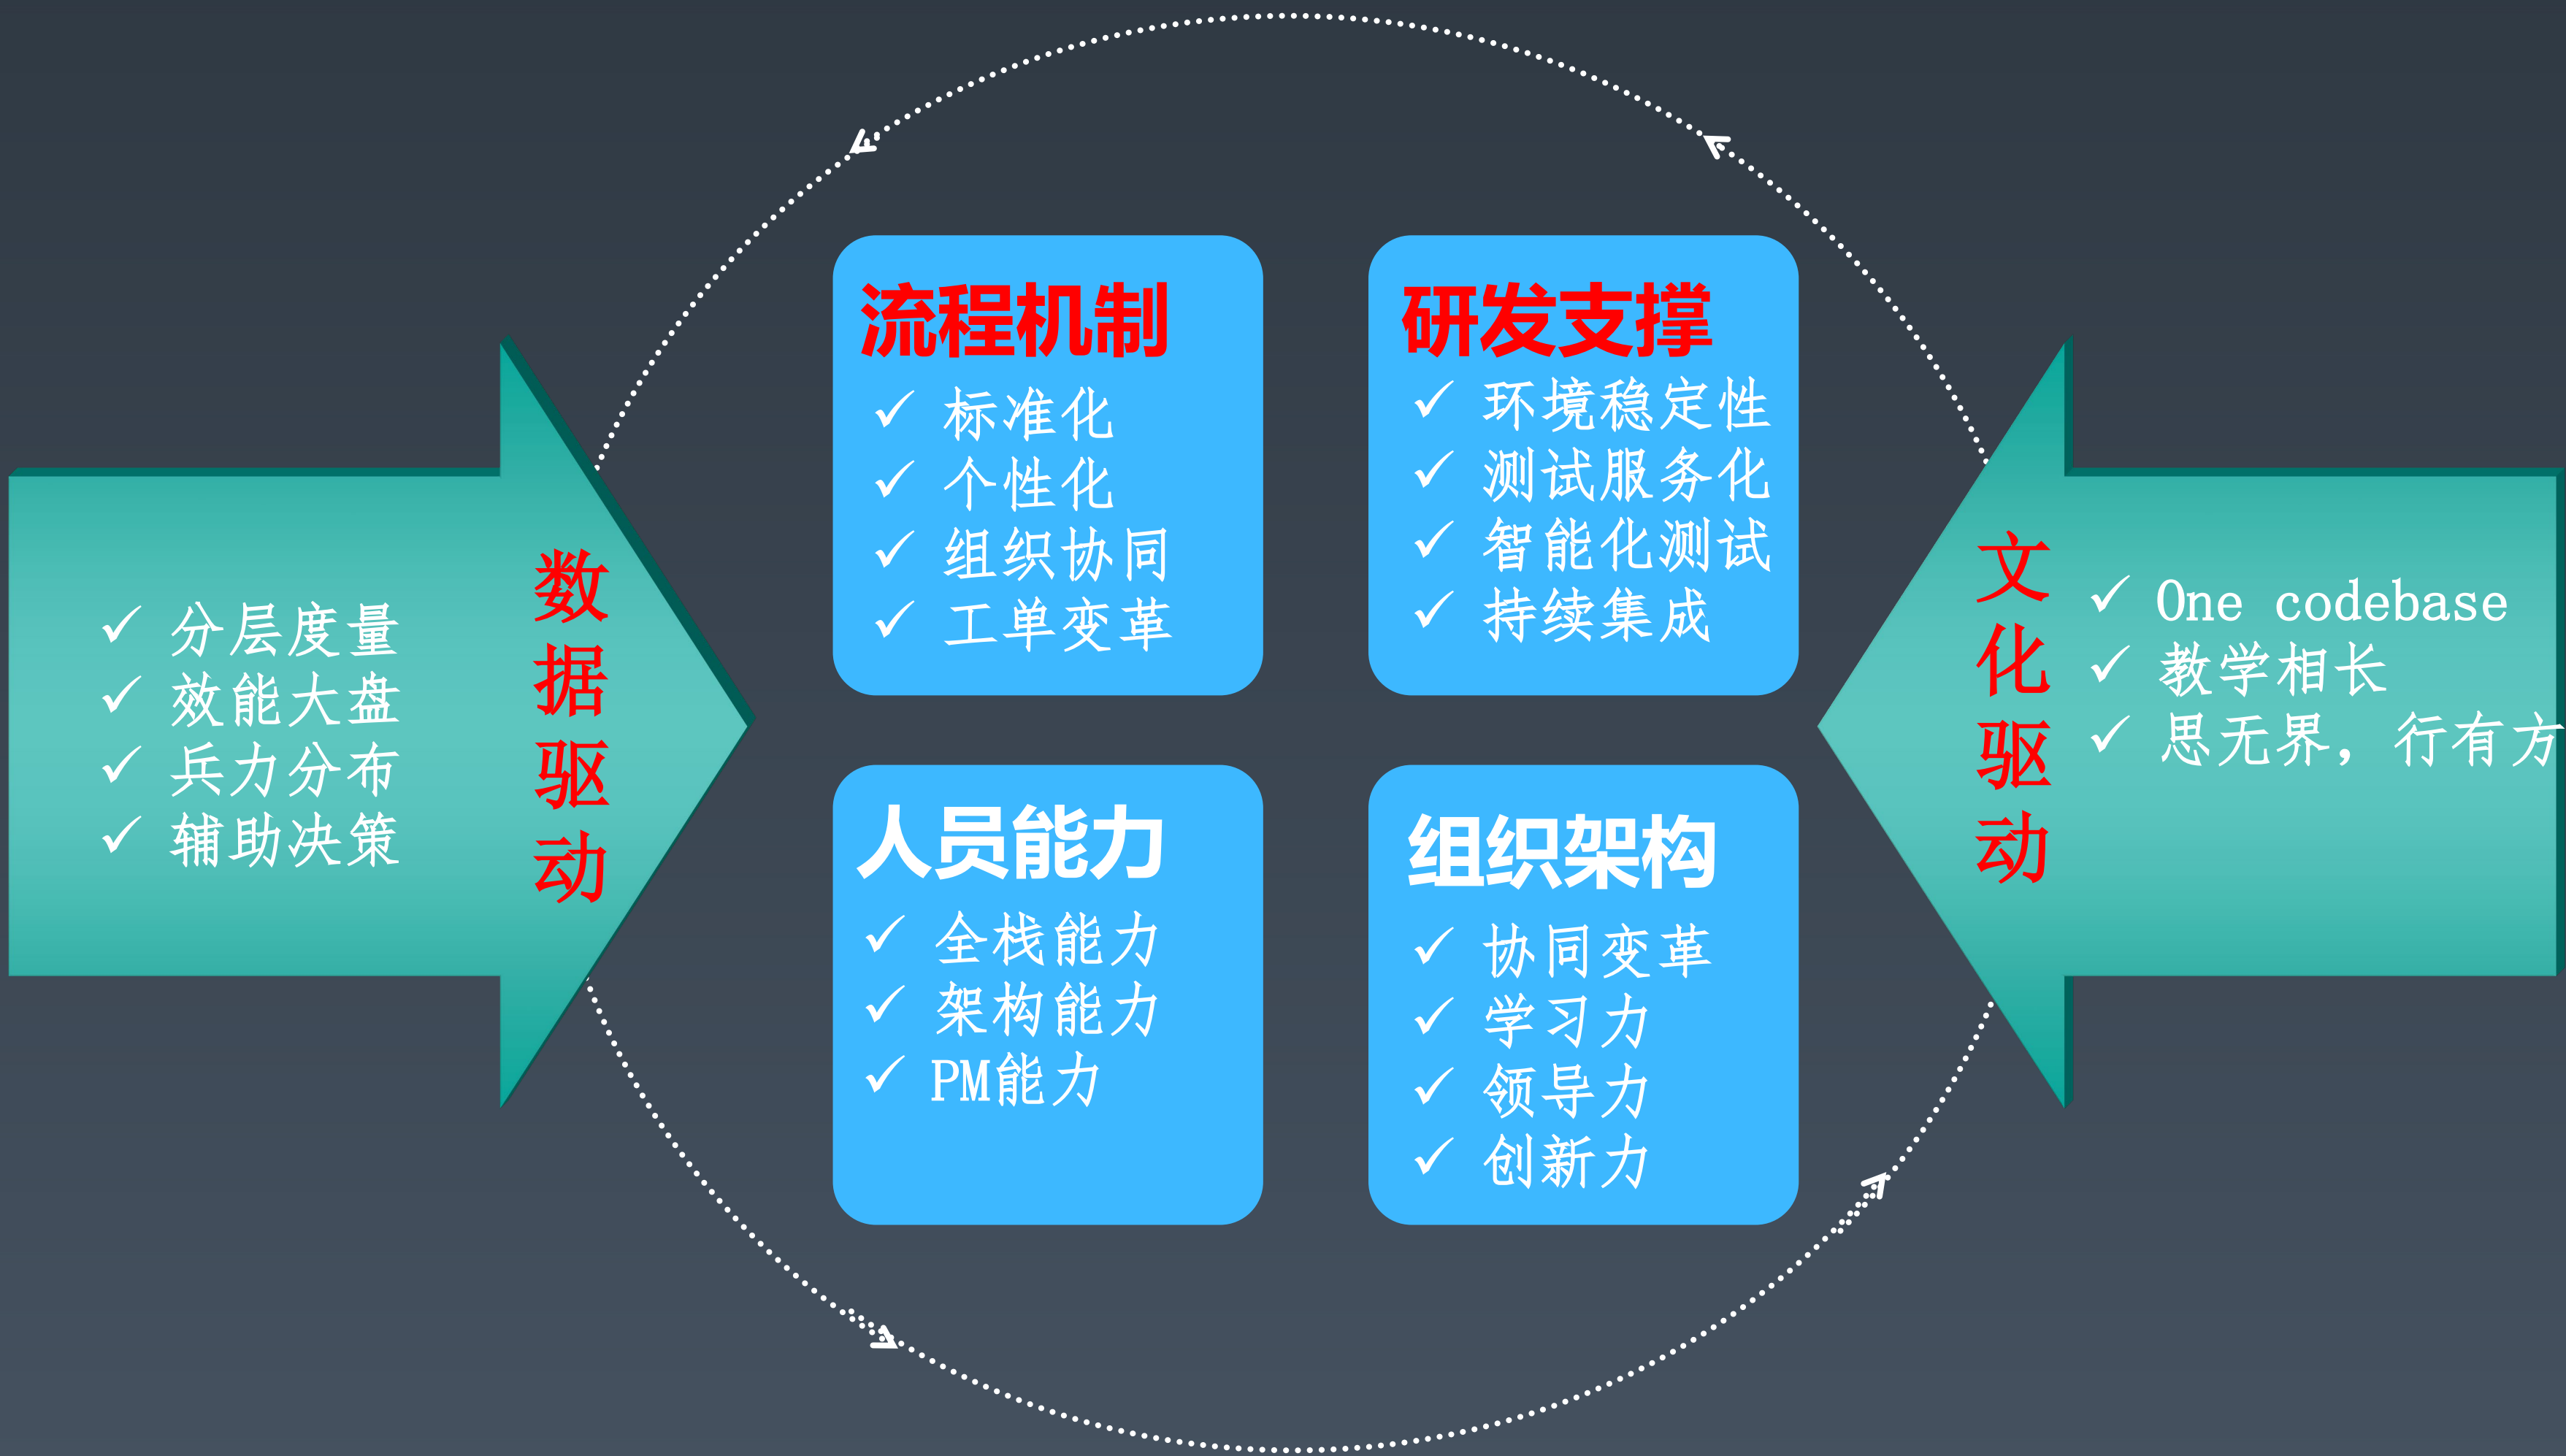 分层度量
效能大盘
兵力分布
辅助决策
数据驱动
流程机制
标准化
个性化
组织协同
工单变革
研发支撑
环境稳定性
测试服务化
智能化测试
持续集成
人员能力
全栈能力
架构能力
PM能力
组织架构
协同变革
学习力
领导力
创新力
文化驱动
One codebase
教学相长
思无界，行有方